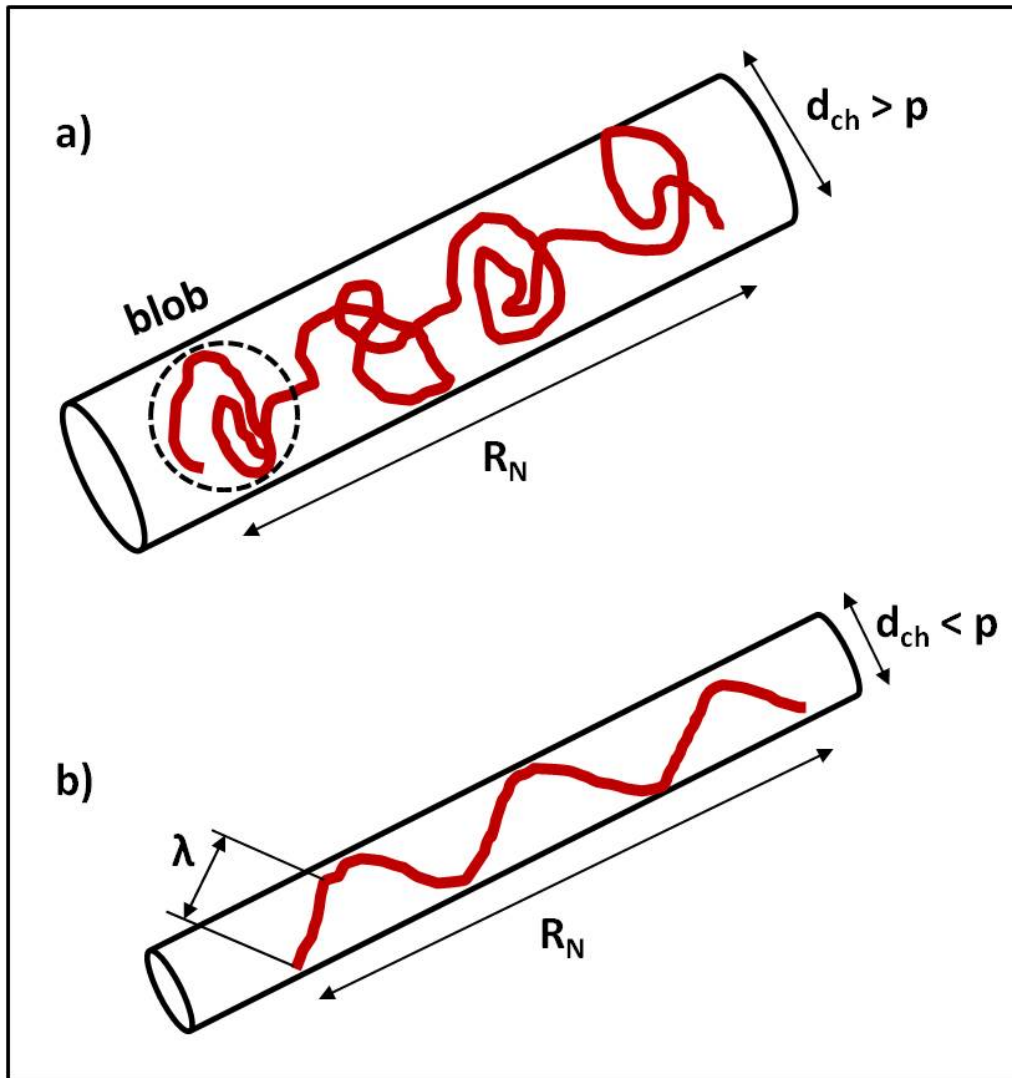 a)
d_ch > p
blob
R_N
d_ch < p
b)
λ
R_N